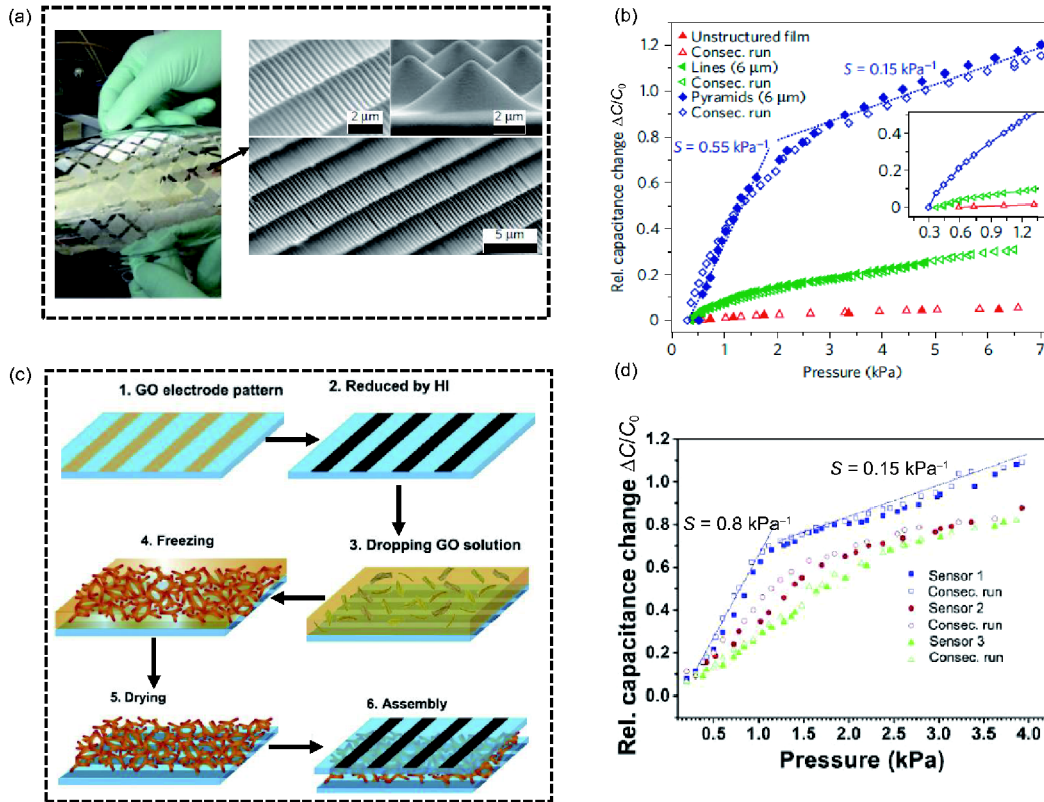 (a)
2 μm
2 μm
5 μm
(b)
Rel. capacitance change ΔC/C0
1.2
1.0
0.8
0.6
0.4
0.2
0
Unstructured film
Consec. run
Lines (6 μm)
Consec. run
Pyramids (6 μm)
Consec. run
S = 0.15 kPa⁻¹
S = 0.55 kPa⁻¹
0.4
0.2
0
0.3 0.6 0.9 1.2
0 1 2 3 4 5 6 7
Pressure (kPa)
(c)
1. GO electrode pattern
2. Reduced by HI
3. Dropping GO solution
4. Freezing
5. Drying
6. Assembly
(d)
Rel. capacitance change ΔC/C0
1.2
1.0
0.8
0.6
0.4
0.2
0.0
S = 0.15 kPa⁻¹
S = 0.8 kPa⁻¹
Sensor 1
Consec. run
Sensor 2
Consec. run
Sensor 3
Consec. run
0.5 1.0 1.5 2.0 2.5 3.0 3.5 4.0
Pressure (kPa)